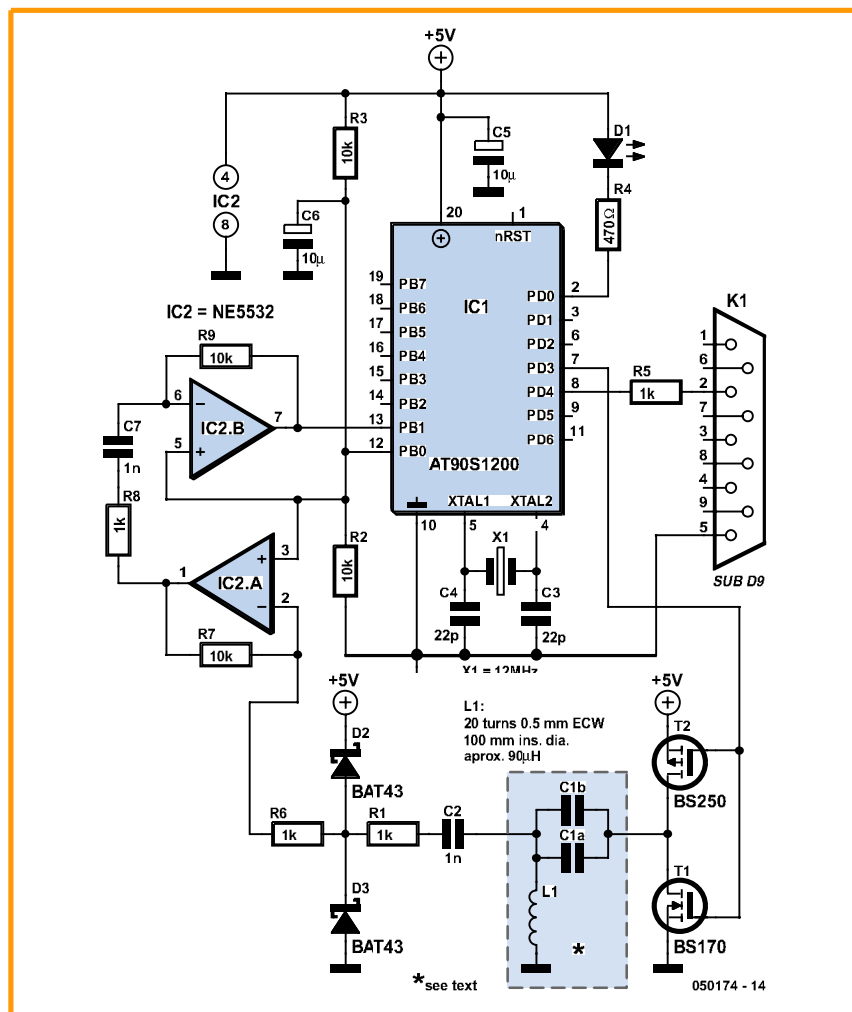 +5V
R3
10k
C5
10µ
D1
R4
470Ω
4
IC2
8
C6
10µ
20
1
nRST
IC1
19
PB7
18
PB6
17
PB5
16
PB4
15
PB3
14
PB2
13
PB1
12
PB0
PD0
2
PD1
3
PD2
6
PD3
7
PD4
8
PD5
9
PD6
11
AT90S1200
XTAL1
XTAL2
10
5
4
K1
1
6
2
7
3
8
4
9
5
SUB D9
R5
1k
IC2 = NE5532
R9
10k
6
−
IC2.B
7
5
+
C7
1n
R8
1k
1
IC2.A
+
3
−
2
R7
10k
R2
10k
X1
C4
22p
C3
22p
X1 = 12MHz
+5V
D2
BAT43
L1:
20 turns 0.5 mm ECW
100 mm ins. dia.
aprox. 90µH
+5V
T2
BS250
R6
1k
R1
1k
C2
1n
C1b
C1a
L1
*
D3
BAT43
T1
BS170
*see text
050174 - 14